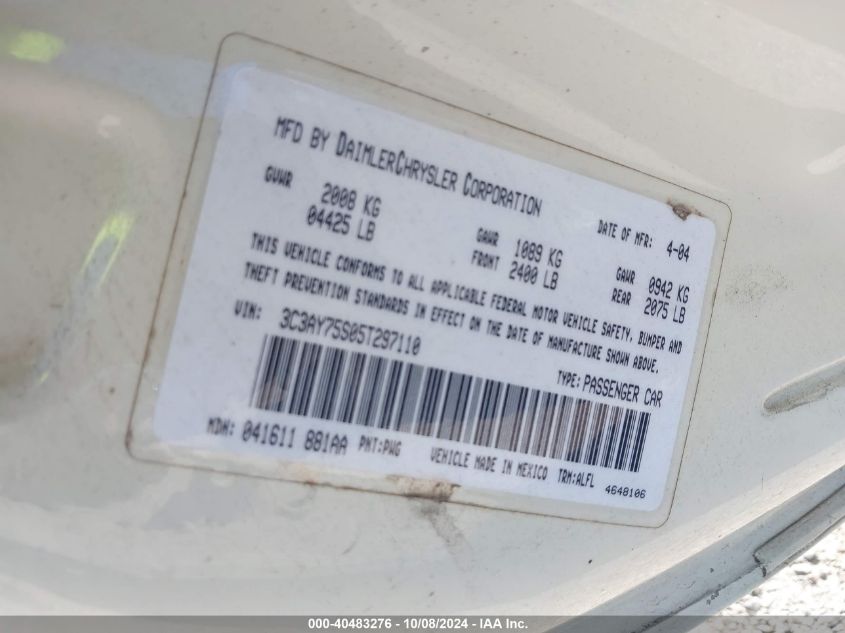 MFD BY DAIMLERCHRYSLER CORPORATION
DATE OF MFR: 4-04
GVWR 2008 KG
04425 LB
GAWR 1089 KG
FRONT 2400 LB
GAWR 0942 KG
REAR 2075 LB
THIS VEHICLE CONFORMS TO ALL APPLICABLE FEDERAL MOTOR VEHICLE SAFETY, BUMPER AND
THEFT PREVENTION STANDARDS IN EFFECT ON THE DATE OF MANUFACTURE SHOWN ABOVE.
VIN: 3C3AY75S05T297110
TYPE: PASSENGER CAR
MDH: 041611 881AA PNT:PWG VEHICLE MADE IN MEXICO TRM:ALFL
4648106
000-40483276 - 10/08/2024 - IAA Inc.